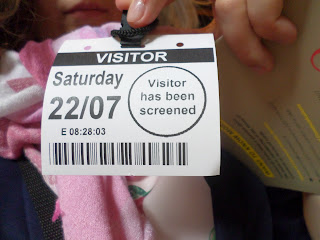 VISITOR
Saturday
22/07
E 08:28:03
Visitor
has been
screened